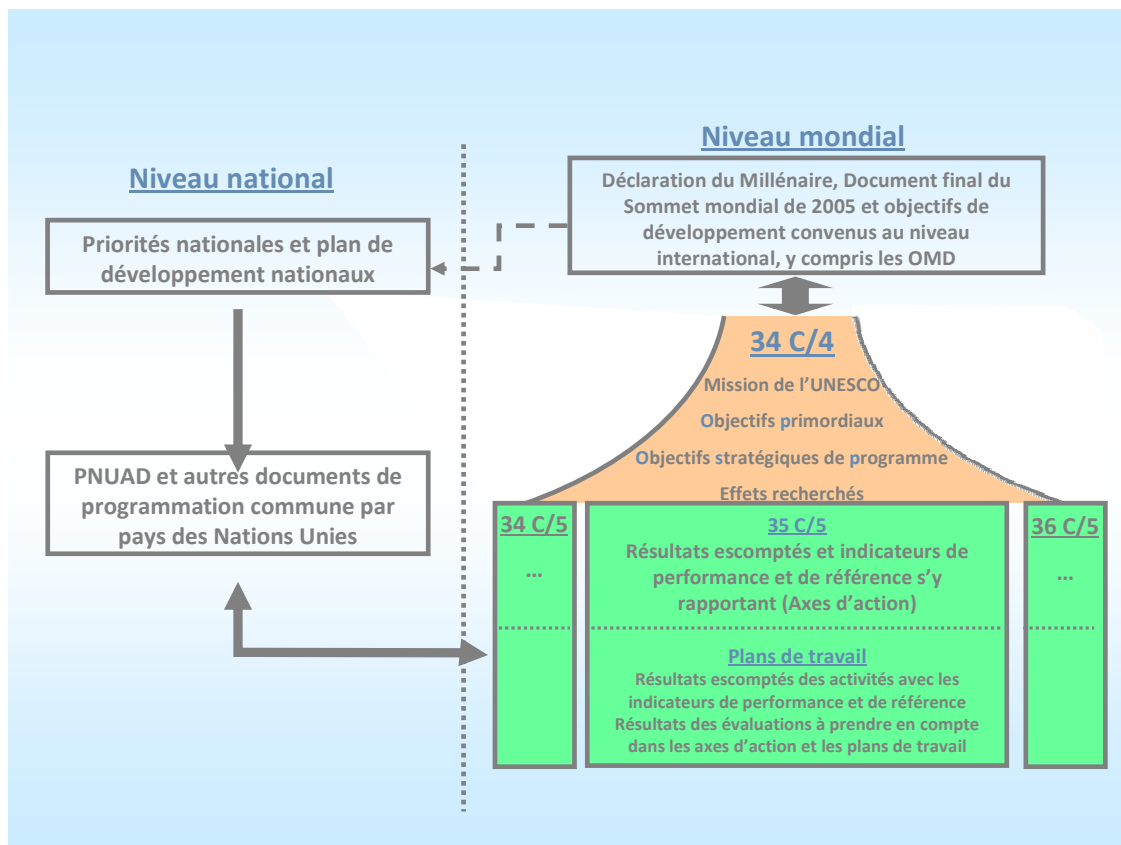 Niveau national
Priorités nationales et plan de
développement nationaux
PNUAD et autres documents de
programmation commune par
pays des Nations Unies
Niveau mondial
Déclaration du Millénaire, Document final du
Sommet mondial de 2005 et objectifs de
développement convenus au niveau
international, y compris les OMD
34 C/4
Mission de l’UNESCO
Objectifs primordiaux
Objectifs stratégiques de programme
Effets recherchés
34 C/5
...
35 C/5
Résultats escomptés et indicateurs de
performance et de référence s’y
rapportant (Axes d’action)
Plans de travail
Résultats escomptés des activités avec les
indicateurs de performance et de référence
Résultats des évaluations à prendre en compte
dans les axes d’action et les plans de travail
36 C/5
...